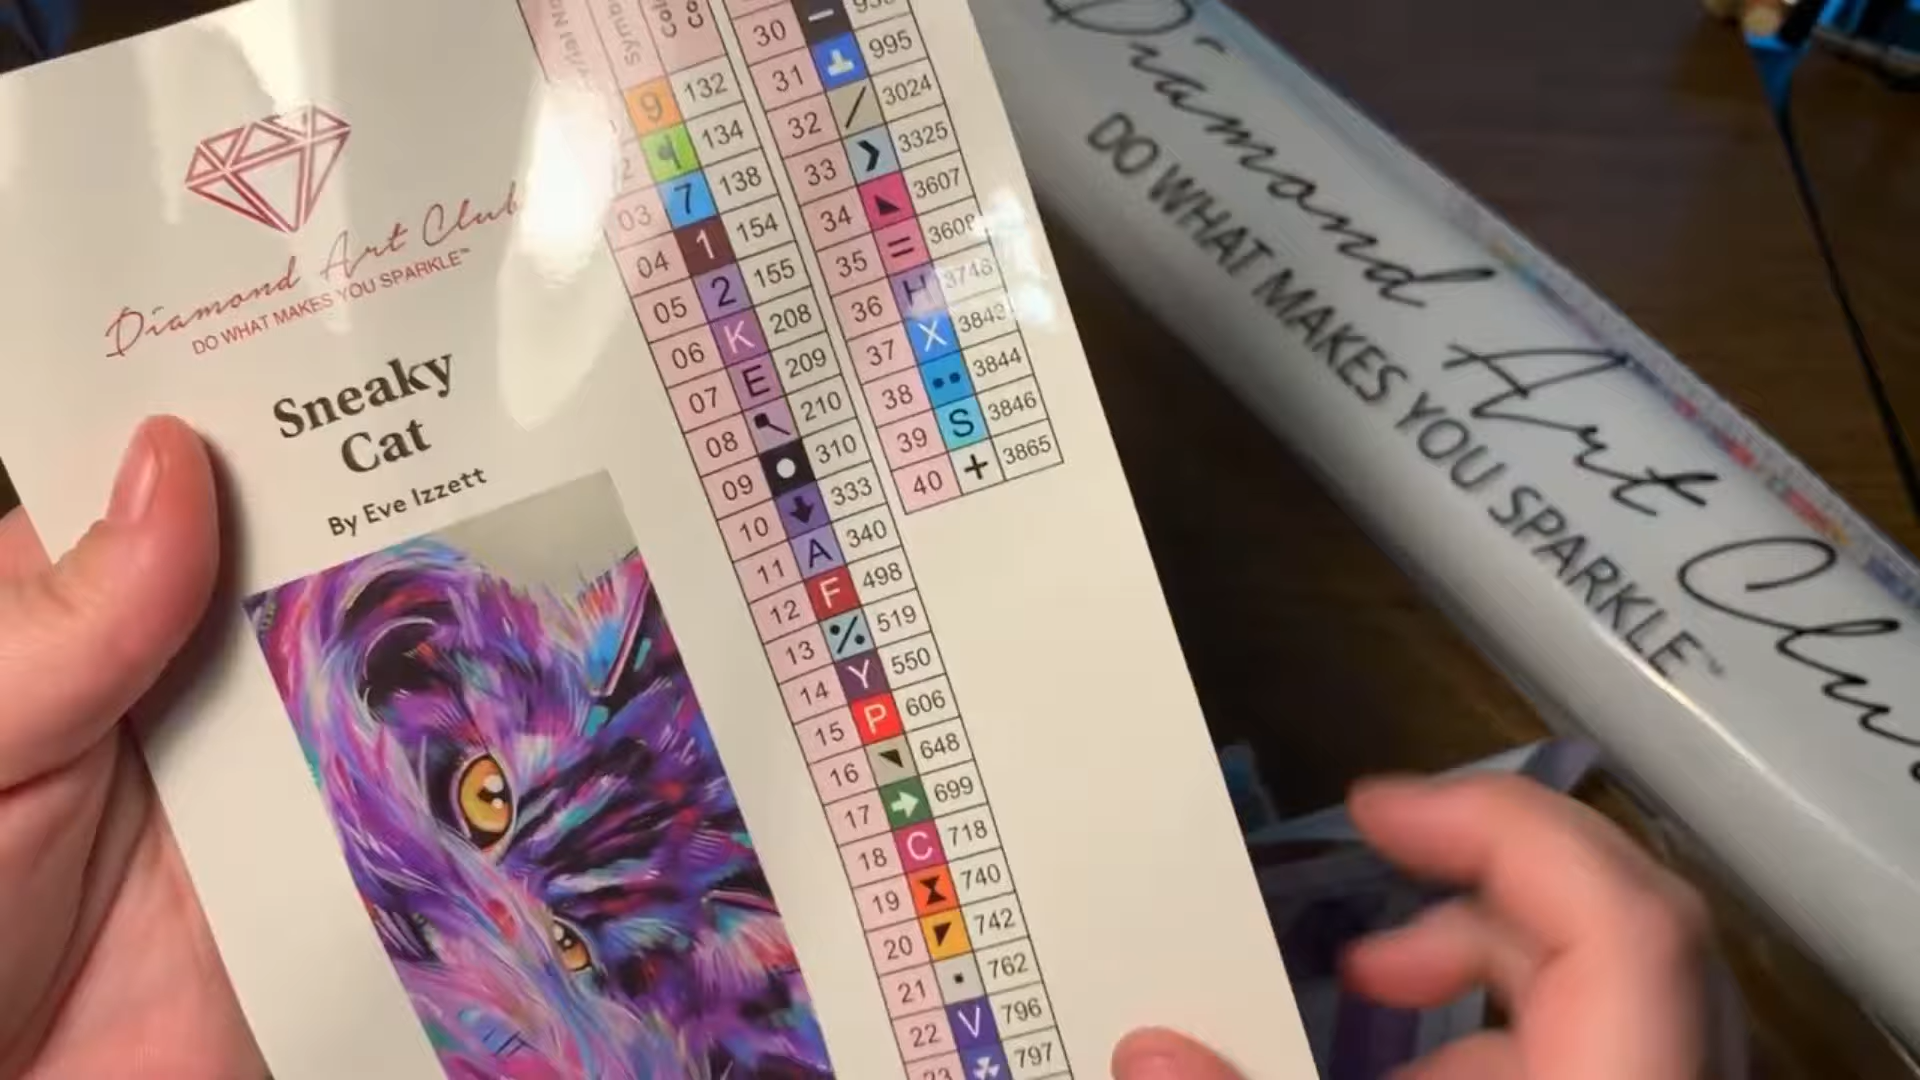 Diamond Art Club
DO WHAT MAKES YOU SPARKLE™
Sneaky
Cat
By Eve Izzett
9 132
134
03 7 138
04 1 154
05 2 155
06 K 208
07 E 209
08 210
09 310
10 333
11 A 340
12 F 498
13 % 519
14 Y 550
15 P 606
16 648
17 699
18 C 718
19 740
20 742
21 762
22 V 796
23 797
30 –
31 995
32 / 3024
33 3325
34 3607
35 = 3608
36 H 3746
37 X 3843
38 3844
39 S 3846
40 + 3865
Diamond Art Clu
DO WHAT MAKES YOU SPARKLE™